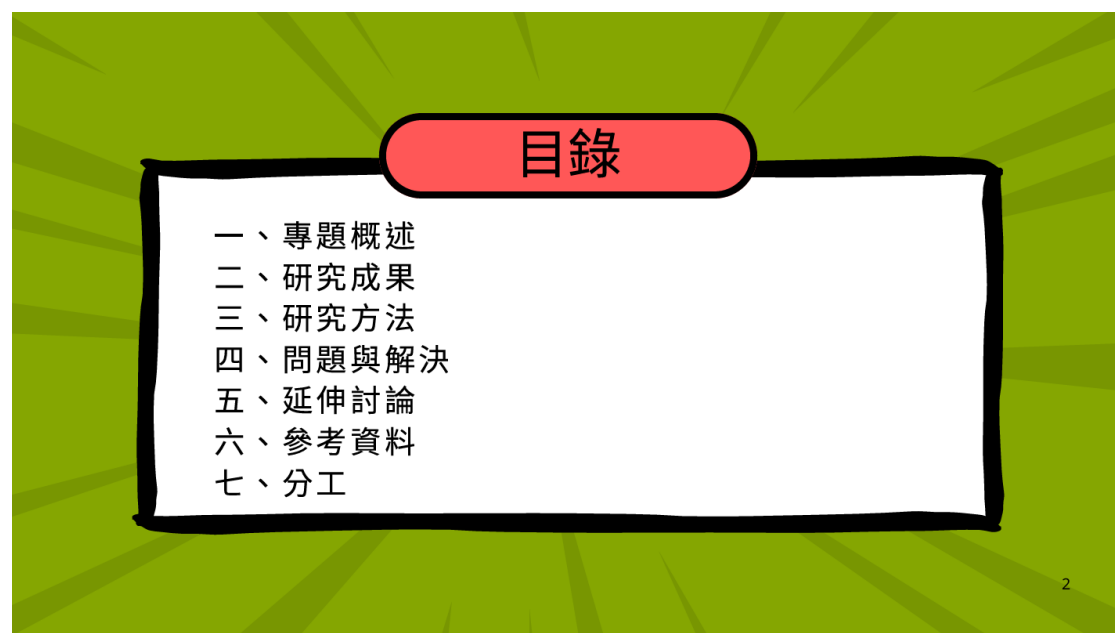 目錄
一、專題概述
二、研究成果
三、研究方法
四、問題與解決
五、延伸討論
六、參考資料
七、分工
2